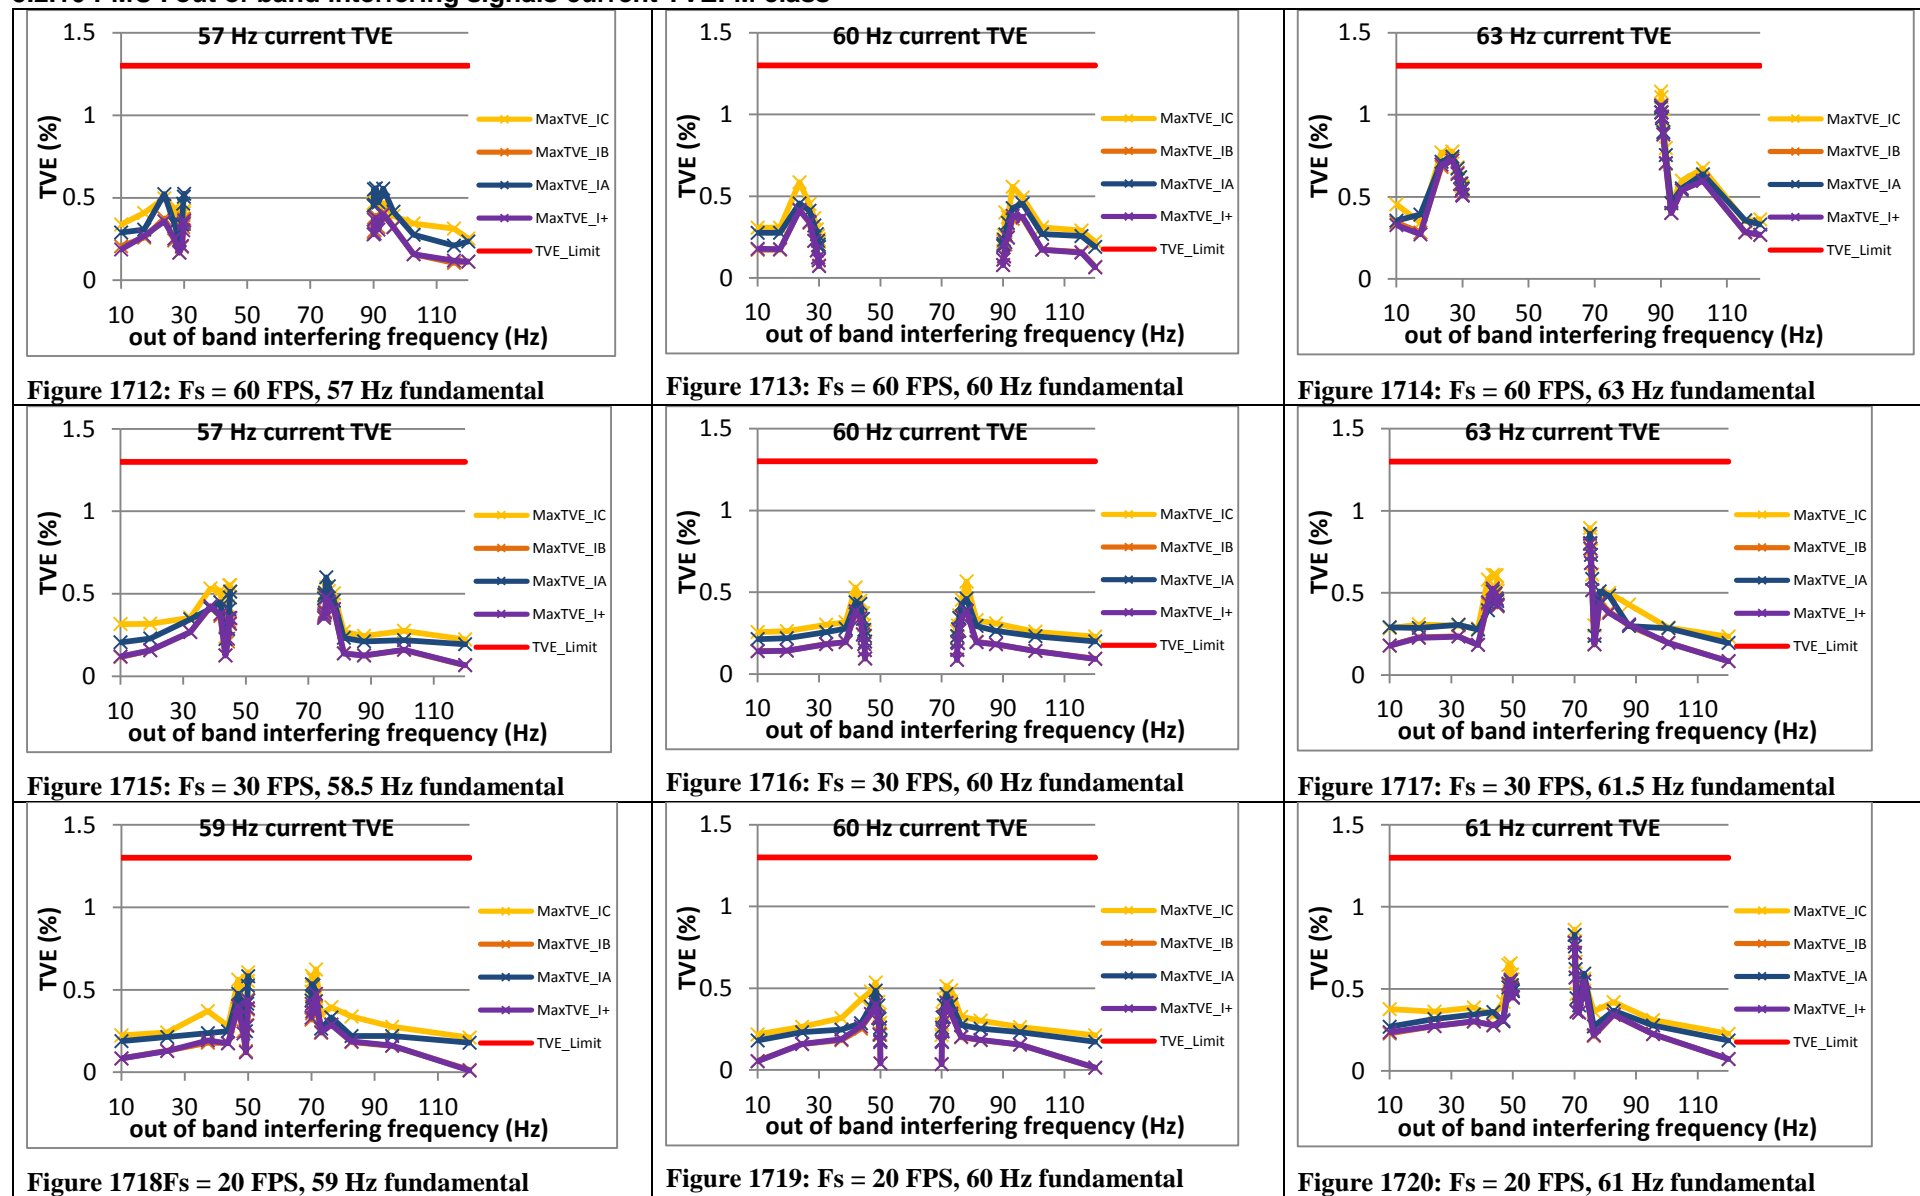 57 Hz current TVE
1.5
1
0.5
0
TVE (%)
10 30 50 70 90 110
out of band interfering frequency (Hz)
MaxTVE_IC
MaxTVE_IB
MaxTVE_IA
MaxTVE_I+
TVE_Limit
Figure 1712: Fs = 60 FPS, 57 Hz fundamental
60 Hz current TVE
1.5
1
0.5
0
TVE (%)
10 30 50 70 90 110
out of band interfering frequency (Hz)
MaxTVE_IC
MaxTVE_IB
MaxTVE_IA
MaxTVE_I+
TVE_Limit
Figure 1713: Fs = 60 FPS, 60 Hz fundamental
63 Hz current TVE
1.5
1
0.5
0
TVE (%)
10 30 50 70 90 110
out of band interfering frequency (Hz)
MaxTVE_IC
MaxTVE_IB
MaxTVE_IA
MaxTVE_I+
TVE_Limit
Figure 1714: Fs = 60 FPS, 63 Hz fundamental
57 Hz current TVE
1.5
1
0.5
0
TVE (%)
10 30 50 70 90 110
out of band interfering frequency (Hz)
MaxTVE_IC
MaxTVE_IB
MaxTVE_IA
MaxTVE_I+
TVE_Limit
Figure 1715: Fs = 30 FPS, 58.5 Hz fundamental
60 Hz current TVE
1.5
1
0.5
0
TVE (%)
10 30 50 70 90 110
out of band interfering frequency (Hz)
MaxTVE_IC
MaxTVE_IB
MaxTVE_IA
MaxTVE_I+
TVE_Limit
Figure 1716: Fs = 30 FPS, 60 Hz fundamental
63 Hz current TVE
1.5
1
0.5
0
TVE (%)
10 30 50 70 90 110
out of band interfering frequency (Hz)
MaxTVE_IC
MaxTVE_IB
MaxTVE_IA
MaxTVE_I+
TVE_Limit
Figure 1717: Fs = 30 FPS, 61.5 Hz fundamental
59 Hz current TVE
1.5
1
0.5
0
TVE (%)
10 30 50 70 90 110
out of band interfering frequency (Hz)
MaxTVE_IC
MaxTVE_IB
MaxTVE_IA
MaxTVE_I+
TVE_Limit
Figure 1718Fs = 20 FPS, 59 Hz fundamental
60 Hz current TVE
1.5
1
0.5
0
TVE (%)
10 30 50 70 90 110
out of band interfering frequency (Hz)
MaxTVE_IC
MaxTVE_IB
MaxTVE_IA
MaxTVE_I+
TVE_Limit
Figure 1719: Fs = 20 FPS, 60 Hz fundamental
61 Hz current TVE
1.5
1
0.5
0
TVE (%)
10 30 50 70 90 110
out of band interfering frequency (Hz)
MaxTVE_IC
MaxTVE_IB
MaxTVE_IA
MaxTVE_I+
TVE_Limit
Figure 1720: Fs = 20 FPS, 61 Hz fundamental